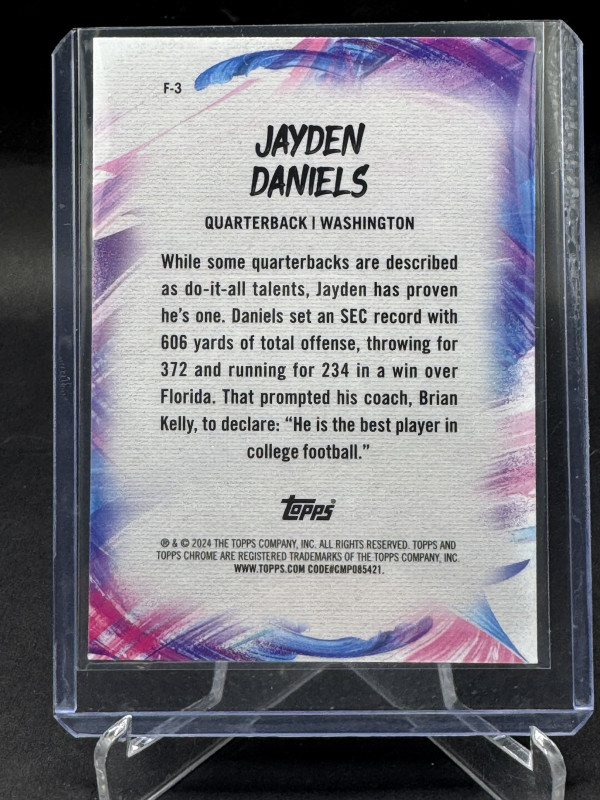 F-3
JAYDEN
DANIELS
QUARTERBACK | WASHINGTON
While some quarterbacks are described
as do-it-all talents, Jayden has proven
he's one. Daniels set an SEC record with
606 yards of total offense, throwing for
372 and running for 234 in a win over
Florida. That prompted his coach, Brian
Kelly, to declare: “He is the best player in
college football.”
Topps®
℗ & © 2024 THE TOPPS COMPANY, INC. ALL RIGHTS RESERVED. TOPPS AND
TOPPS CHROME ARE REGISTERED TRADEMARKS OF THE TOPPS COMPANY, INC.
WWW.TOPPS.COM CODE#CMP085421.